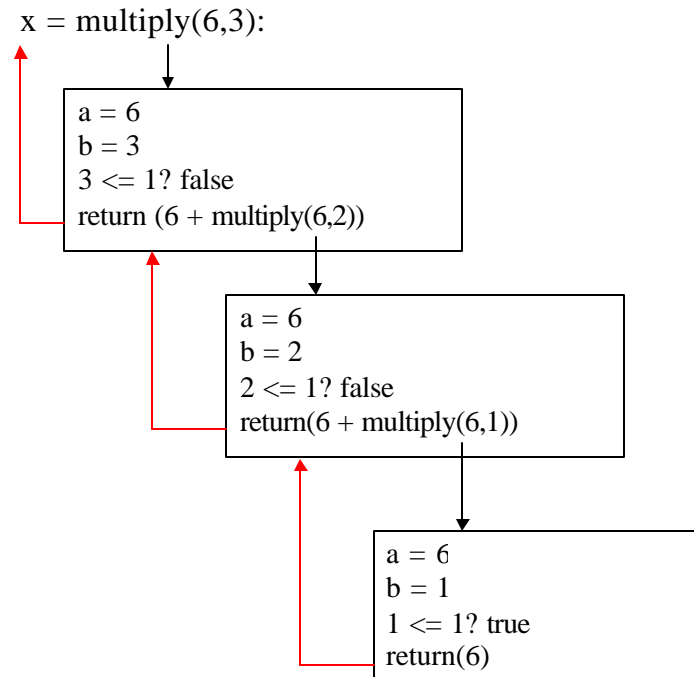 x = multiply(6,3):
a = 6
b = 3
3 <= 1? false
return (6 + multiply(6,2))
a = 6
b = 2
2 <= 1? false
return(6 + multiply(6,1))
a = 6
b = 1
1 <= 1? true
return(6)